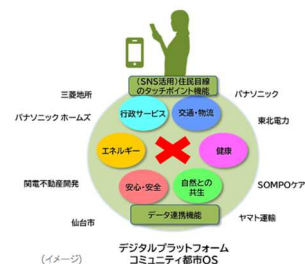 (SNS活用)住民目線
のタッチポイント機能
三菱地所
パナソニック
パナソニック ホームズ
行政サービス
交通・物流
東北電力
エネルギー
健康
関電不動産開発
安心・安全
自然との
共生
SOMPOケア
仙台市
データ連携機能
ヤマト運輸
(イメージ)
デジタルプラットフォーム
コミュニティ都市OS